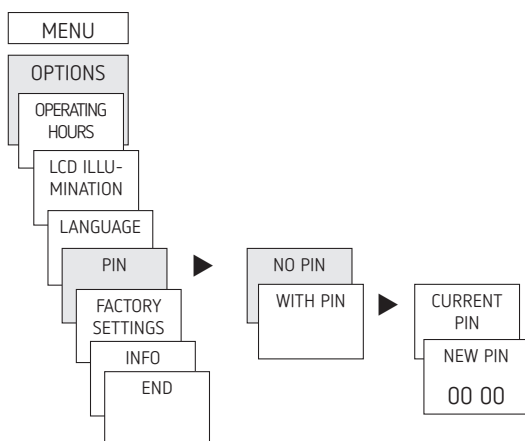 MENU
OPTIONS
OPERATING
HOURS
LCD ILLU-
MINATION
LANGUAGE
PIN
FACTORY
SETTINGS
INFO
END
NO PIN
WITH PIN
CURRENT
PIN
NEW PIN
00 00